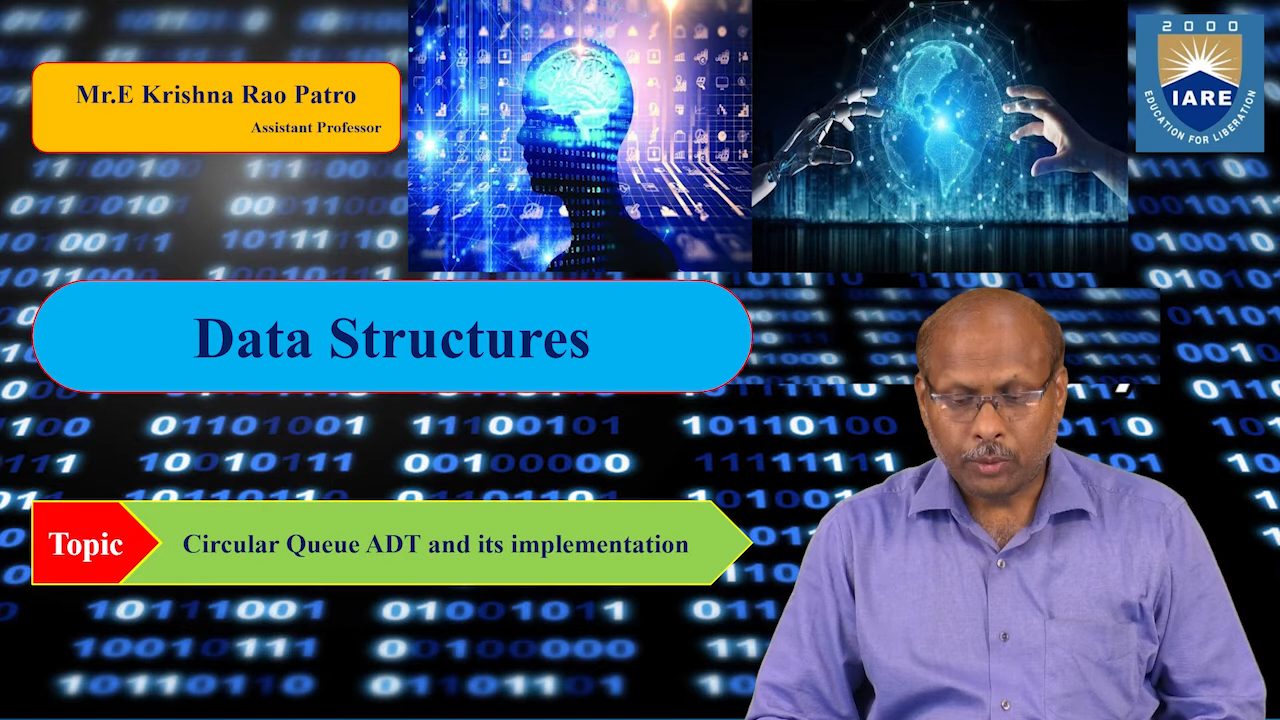 Mr.E Krishna Rao Patro
Assistant Professor
2000
IARE
EDUCATION FOR LIBERATION
Data Structures
Topic
Circular Queue ADT and its implementation